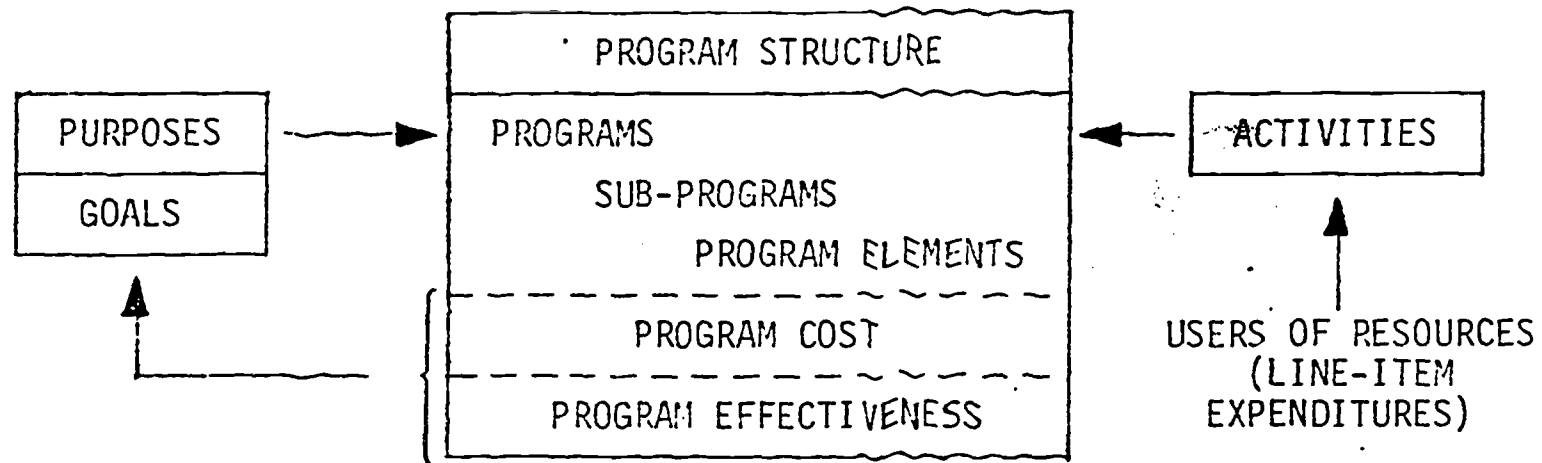 PROGRAM STRUCTURE
PURPOSES
GOALS
PROGRAMS
SUB-PROGRAMS
PROGRAM ELEMENTS
PROGRAM COST
PROGRAM EFFECTIVENESS
ACTIVITIES
USERS OF RESOURCES
(LINE-ITEM
EXPENDITURES)